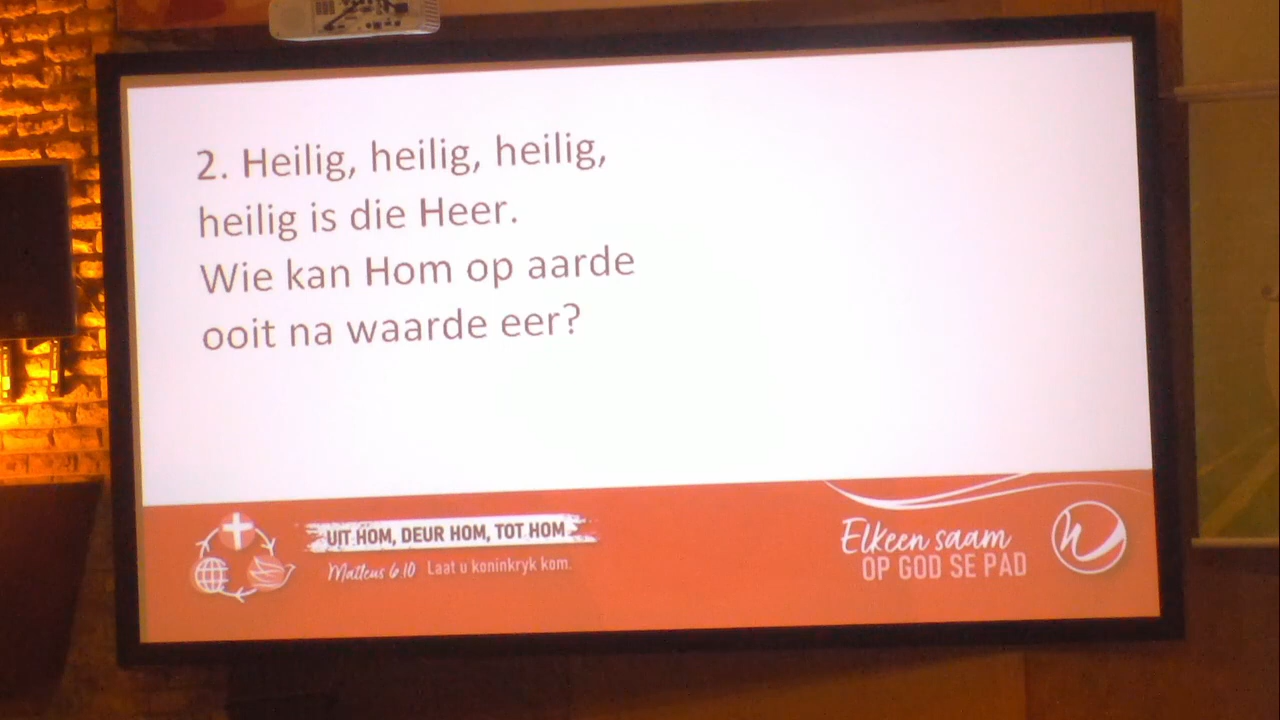 2. Heilig, heilig, heilig,
heilig is die Heer.
Wie kan Hom op aarde
ooit na waarde eer?
UIT HOM, DEUR HOM, TOT HOM
Matteus 6:10 Laat u koninkryk kom.
Elkeen saam
OP GOD SE PAD